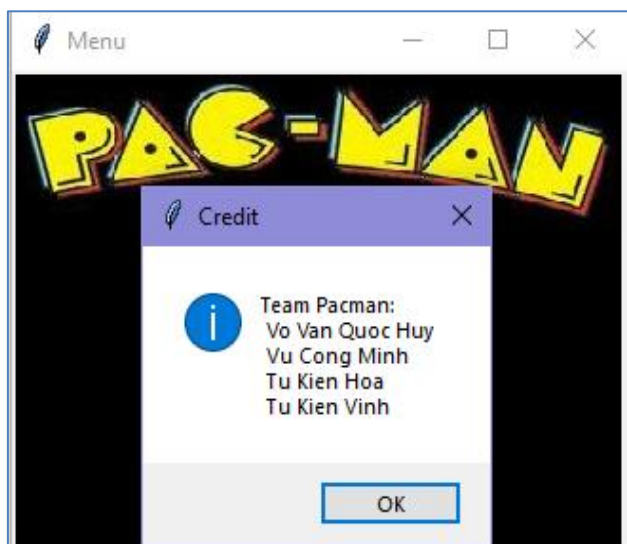 Menu
PAC-MAN
Credit
Team Pacman:
Vo Van Quoc Huy
Vu Cong Minh
Tu Kien Hoa
Tu Kien Vinh
OK